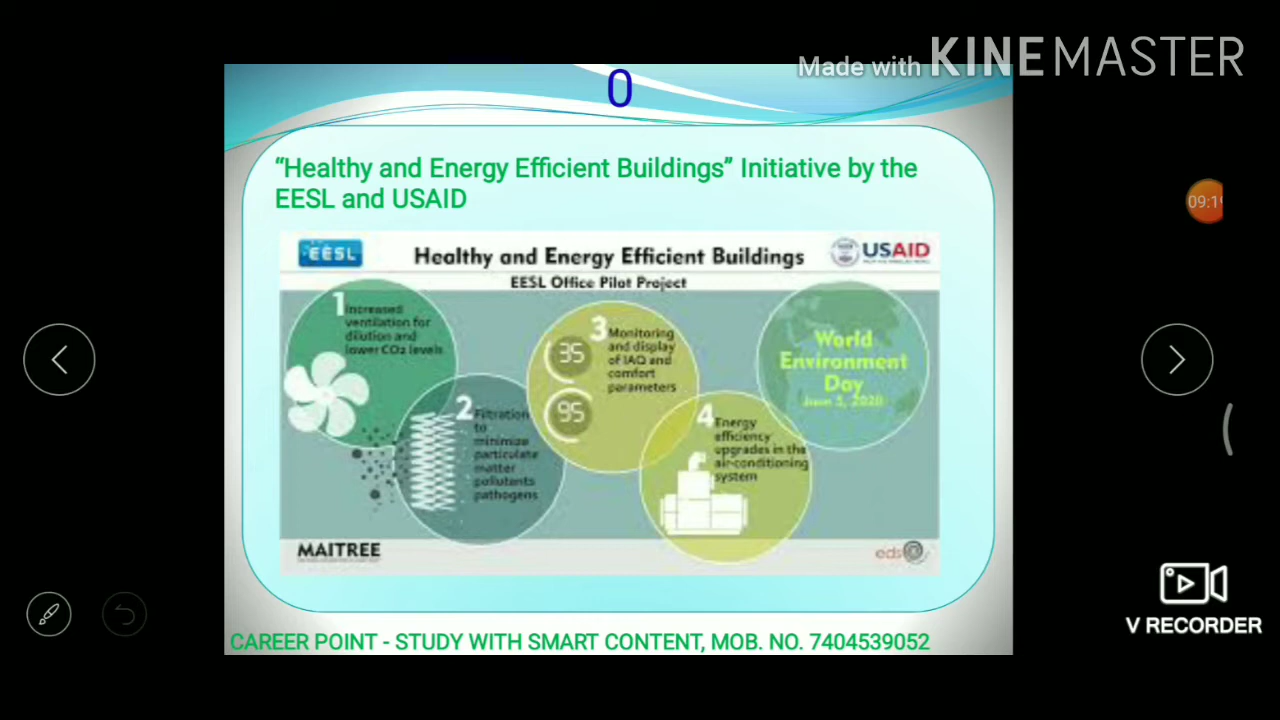 Made with KINEMASTER
0
“Healthy and Energy Efficient Buildings” Initiative by the
EESL and USAID
EESL
Healthy and Energy Efficient Buildings
USAID
EESL Office Pilot Project
1
Increased
ventilation for
dilution and
lower CO2 levels
2
Filtration
to
minimize
particulate
matter
pollutants
pathogens
3
Monitoring
and display
of IAQ and
comfort
parameters
35
95
4
Energy
efficiency
upgrades in the
air-conditioning
system
World
Environment
Day
June 5, 2020
MAITREE
eds@
09:19
V RECORDER
CAREER POINT - STUDY WITH SMART CONTENT, MOB. NO. 7404539052